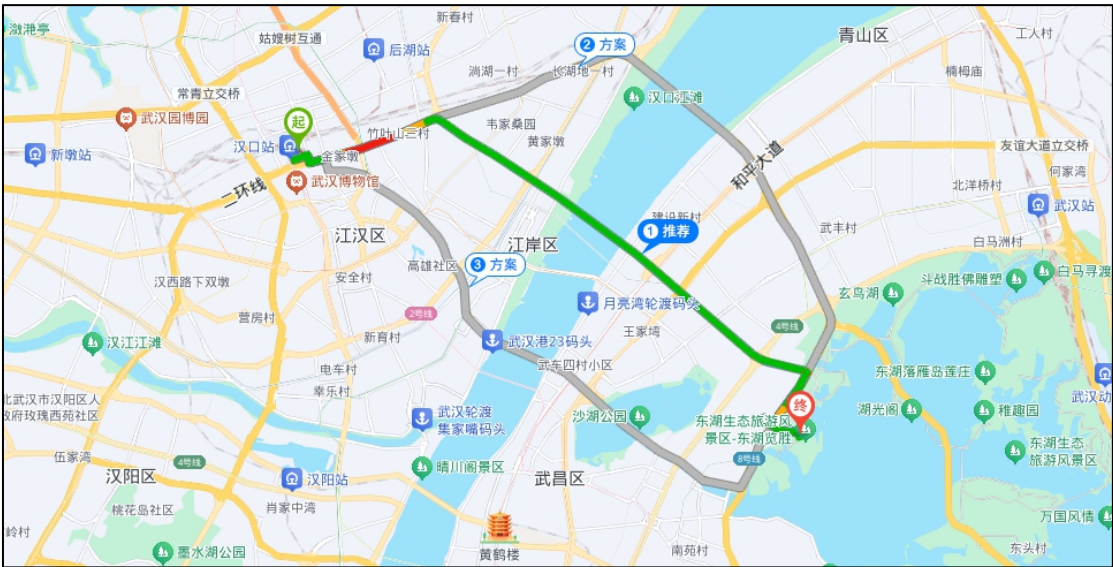 滶滟亭
新春村
青山区
工人村
姑嫂树互通
后湖站
② 方案
淌湖一村
长湖地一村
楠母庙
常青立交桥
汉口江滩
武汉园博园
起
竹叶山三村
韦家桑园
黄家墩
友谊大道立交桥
新墩站
汉口站
金家墩
何家湾
和平大道
北洋桥村
二环线
武汉博物馆
武汉站
建设新村
武丰村
江汉区
江岸区
① 推荐
白马洲村
高雄社区
③ 方案
安全村
斗战胜佛雕塑
白马寻渡
汉西路下双墩
玄鸟湖
月亮湾轮渡码头
2号线
营房村
4号线
王家塆
汉江江滩
新育村
武汉港23码头
电车村
武车四村小区
东湖落雁岛莲庄
幸乐村
武汉动
北武汉市汉阳区人
政府玫瑰西苑社区
武汉轮渡
集家嘴码头
沙湖公园
终
东湖生态旅游风
景区-东湖览胜
湖光阁
稚趣园
东湖生态
旅游风景区
伍家湾
4号线
8号线
汉阳区
汉阳站
晴川阁景区
武昌区
桃花岛社区
肖家中湾
万国风情
岭村
墨水湖公园
黄鹤楼
南苑村
东头村